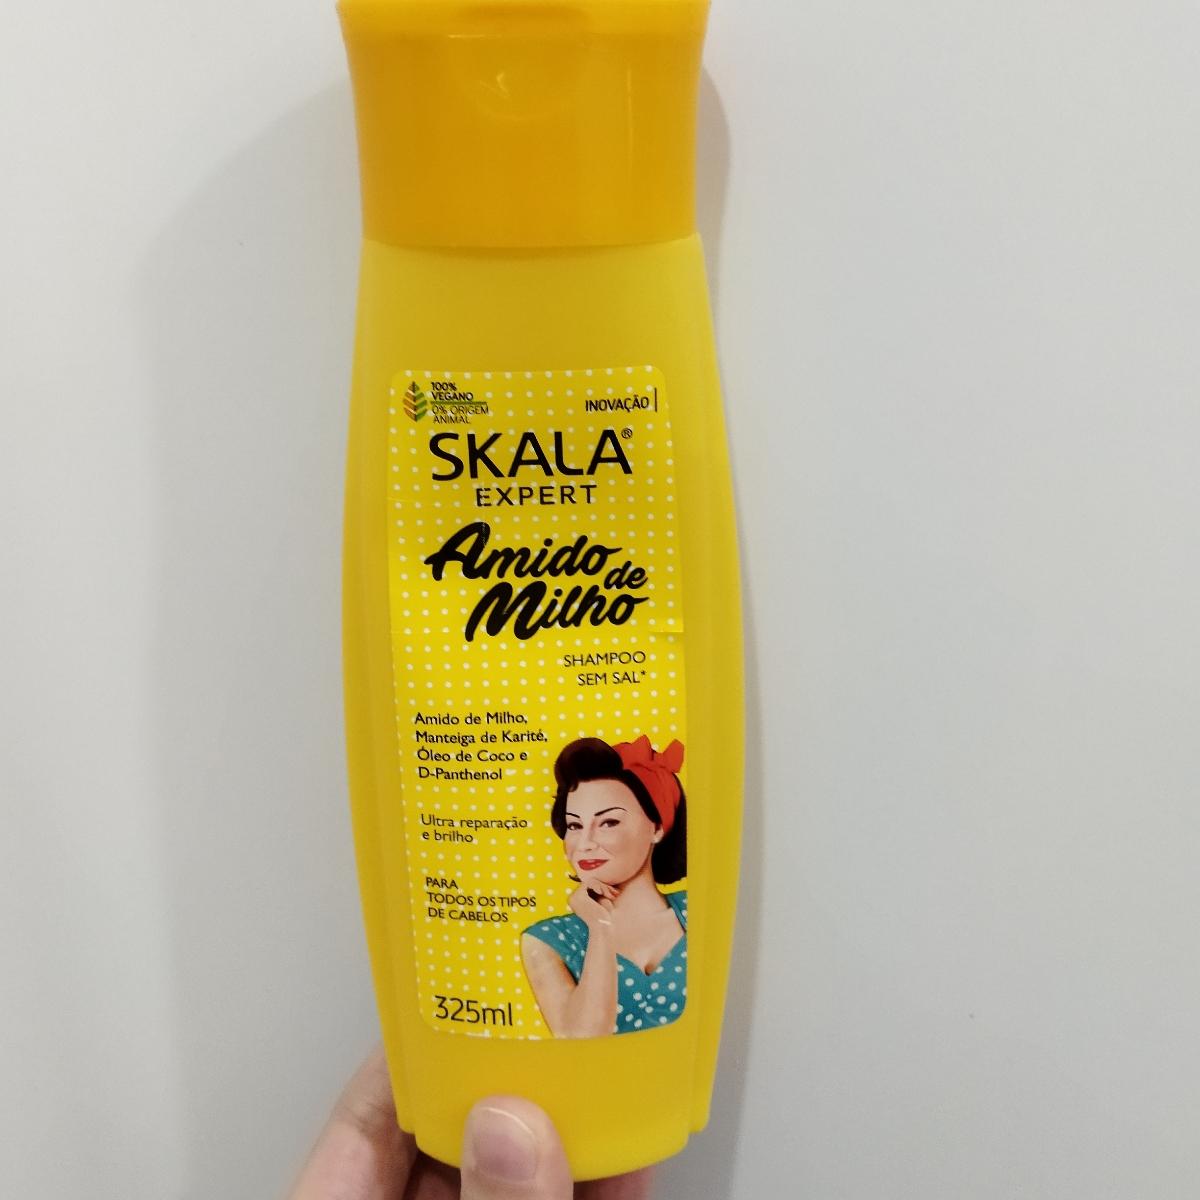 100%
VEGANO
0% ORIGEM
ANIMAL
INOVAÇÃO
SKALA®
EXPERT
Amido de
Milho
SHAMPOO
SEM SAL*
Amido de Milho,
Manteiga de Karité,
Óleo de Coco e
D-Panthenol
Ultra reparação
e brilho
PARA
TODOS OS TIPOS
DE CABELOS
325ml